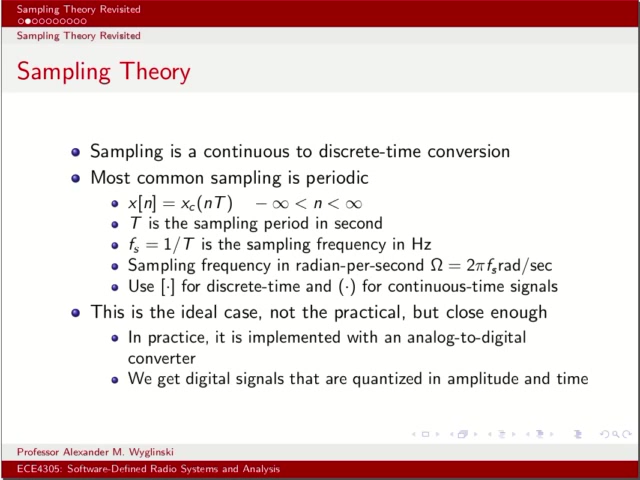 Sampling Theory Revisited
Sampling Theory Revisited
Sampling Theory
Sampling is a continuous to discrete-time conversion
Most common sampling is periodic
x[n] = x_c(nT)   −∞ < n < ∞
T is the sampling period in second
f_s = 1/T is the sampling frequency in Hz
Sampling frequency in radian-per-second Ω = 2πf_s rad/sec
Use [·] for discrete-time and (·) for continuous-time signals
This is the ideal case, not the practical, but close enough
In practice, it is implemented with an analog-to-digital
converter
We get digital signals that are quantized in amplitude and time
Professor Alexander M. Wyglinski
ECE4305: Software-Defined Radio Systems and Analysis